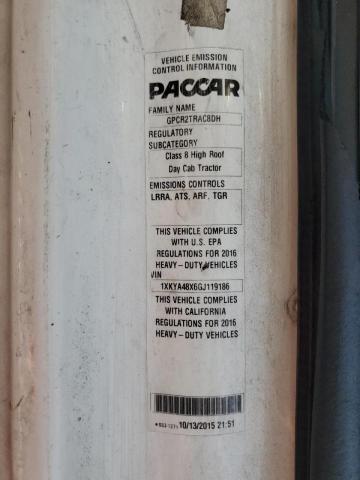 VEHICLE EMISSION
CONTROL INFORMATION
PACCAR
FAMILY NAME
GPCR2TRAC8DH
REGULATORY
SUBCATEGORY
Class 8 High Roof
Day Cab Tractor
EMISSIONS CONTROLS
LRRA, ATS, ARF, TGR
THIS VEHICLE COMPLIES
WITH U.S. EPA
REGULATIONS FOR 2016
HEAVY-DUTY VEHICLES
VIN
1XKYA48X6GJ119186
THIS VEHICLE COMPLIES
WITH CALIFORNIA
REGULATIONS FOR 2016
HEAVY-DUTY VEHICLES
10/13/2015 21:51